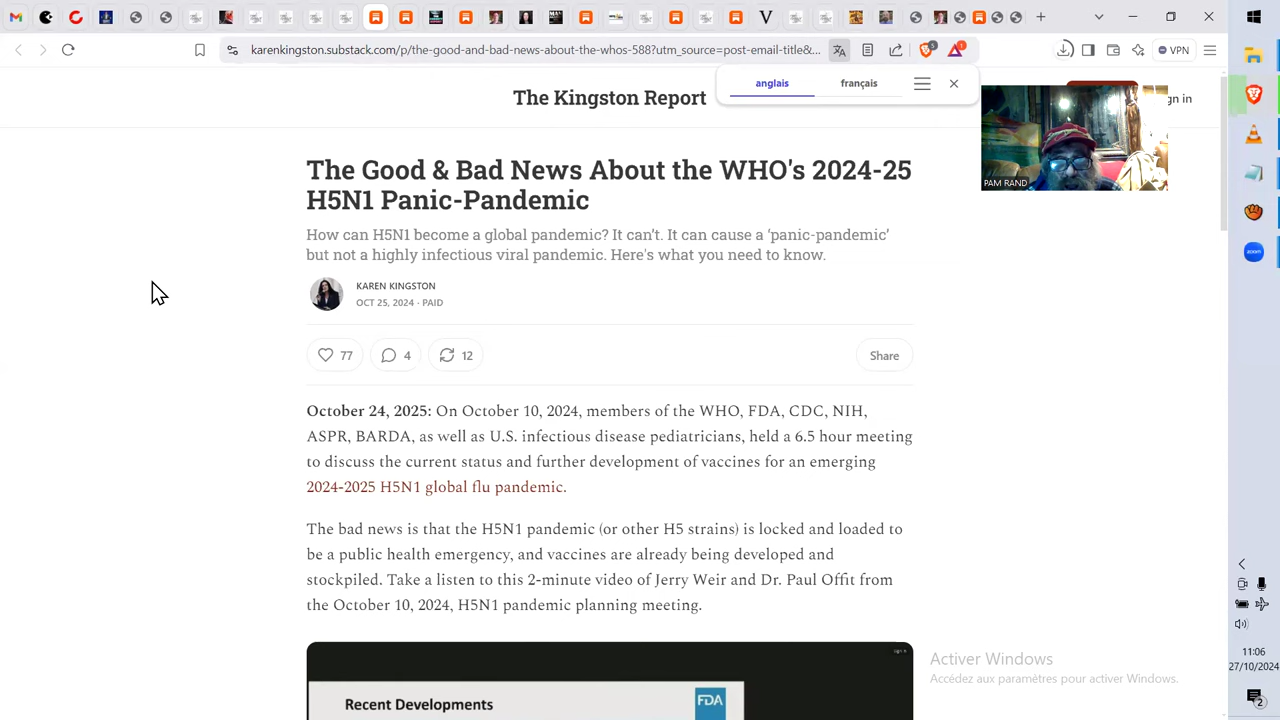 karenkingston.substack.com/p/the-good-and-bad-news-about-the-whos-588?utm_source=post-email-title&...
VPN
anglais
français
The Kingston Report
gn in
PAM RAND
The Good & Bad News About the WHO's 2024-25
H5N1 Panic-Pandemic
How can H5N1 become a global pandemic? It can't. It can cause a 'panic-pandemic'
but not a highly infectious viral pandemic. Here's what you need to know.
KAREN KINGSTON
OCT 25, 2024 · PAID
77
4
12
Share
October 24, 2025: On October 10, 2024, members of the WHO, FDA, CDC, NIH,
ASPR, BARDA, as well as U.S. infectious disease pediatricians, held a 6.5 hour meeting
to discuss the current status and further development of vaccines for an emerging
2024-2025 H5N1 global flu pandemic.
The bad news is that the H5N1 pandemic (or other H5 strains) is locked and loaded to
be a public health emergency, and vaccines are already being developed and
stockpiled. Take a listen to this 2-minute video of Jerry Weir and Dr. Paul Offit from
the October 10, 2024, H5N1 pandemic planning meeting.
Recent Developments
FDA
Activer Windows
Accédez aux paramètres pour activer Windows.
zoom
11:06
27/10/2024
2